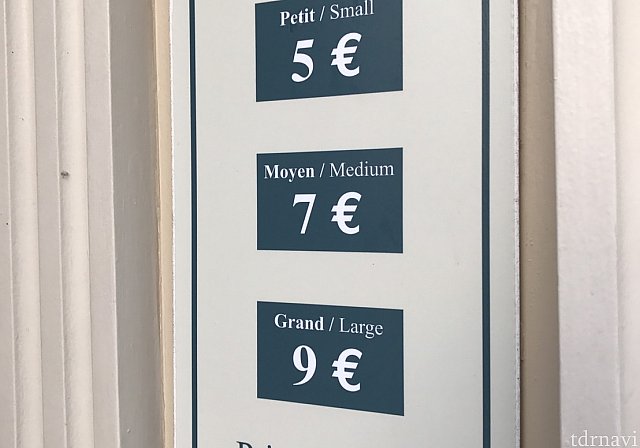 Petit / Small
5 €
Moyen / Medium
7 €
Grand / Large
9 €
tdrnavi